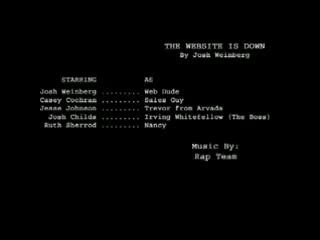 THE WEBSITE IS DOWN
By Josh Weinberg
STARRING AS
Josh Weinberg ......... Web Dude
Casey Cochran ......... Sales Guy
Jesse Johnson ......... Trevor from Arvada
Josh Childs ......... Irving Whitefellow (The Boss)
Ruth Sherrod ......... Nancy
Music By:
Rap Team